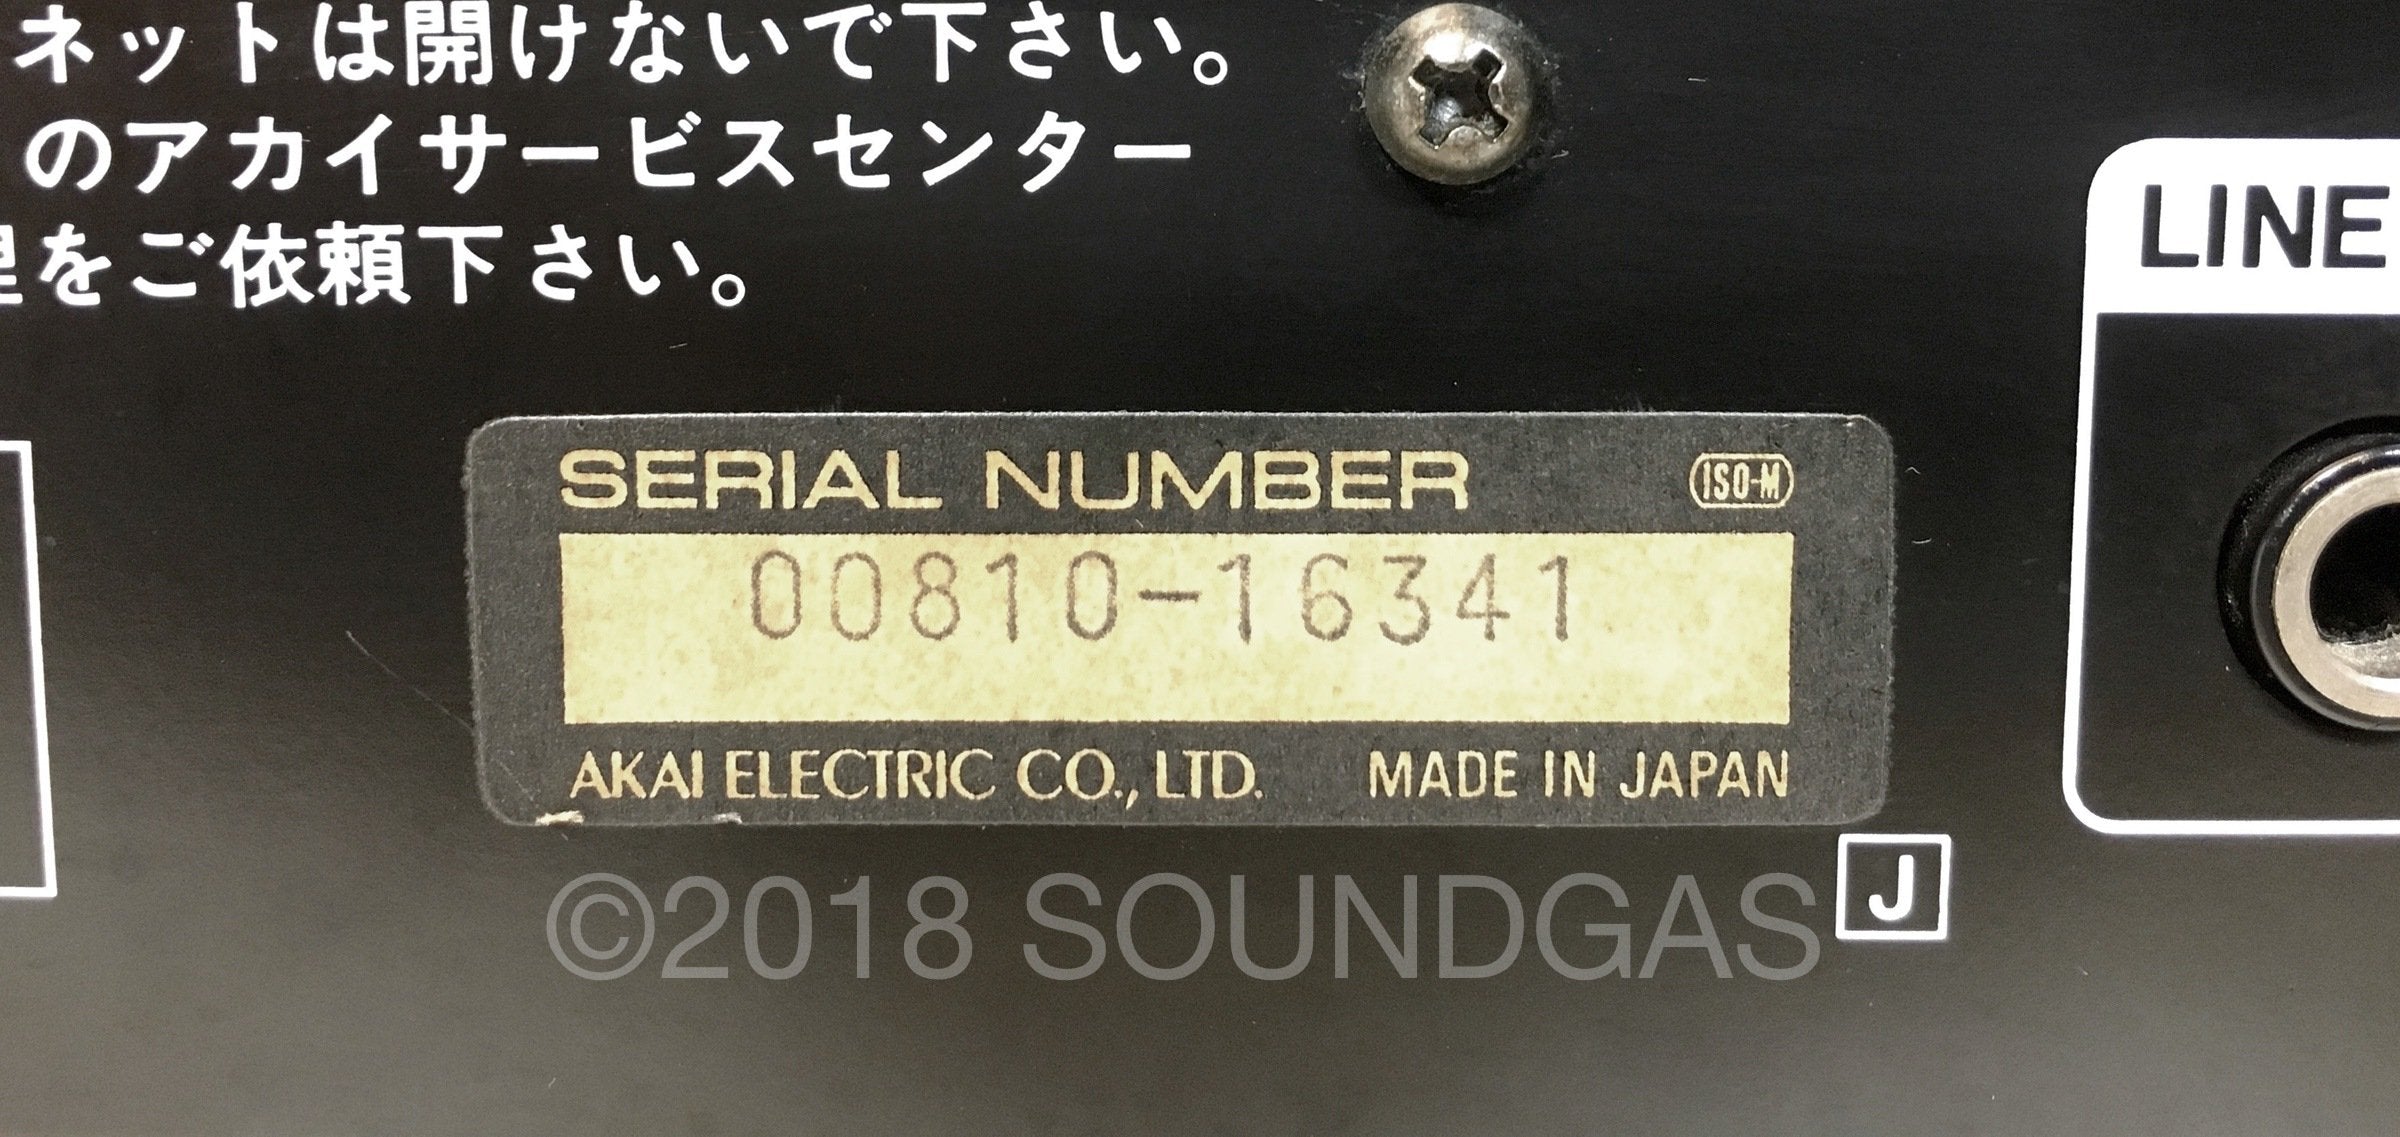 ネットは開けないで下さい。
のアカイサービスセンター
理をご依頼下さい。
LINE
SERIAL NUMBER ISO-M
00810-16341
AKAI ELECTRIC CO., LTD. MADE IN JAPAN
J
©2018 SOUNDGAS